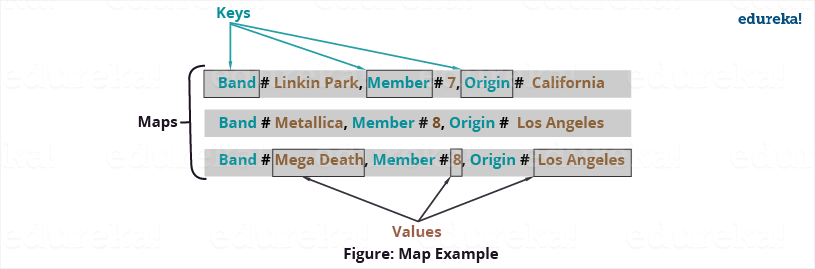 Keys
edureka!
Band # Linkin Park, Member # 7, Origin # California
Maps
Band # Metallica, Member # 8, Origin # Los Angeles
Band # Mega Death, Member # 8, Origin # Los Angeles
Values
Figure: Map Example